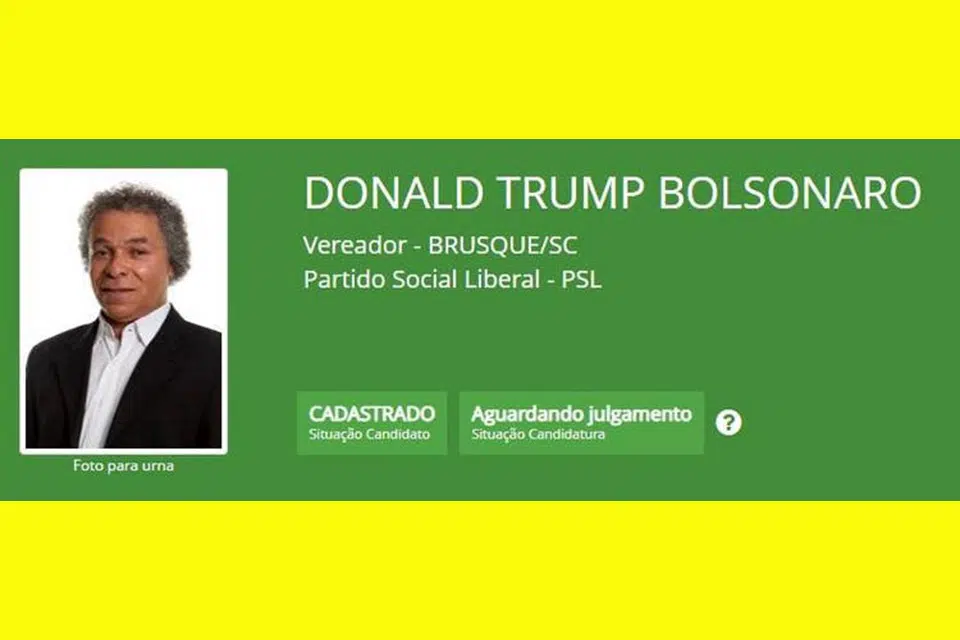 DONALD TRUMP BOLSONARO
Vereador - BRUSQUE/SC
Partido Social Liberal - PSL
CADASTRADO
Situação Candidato
Aguardando julgamento
Situação Candidatura
?
Foto para urna